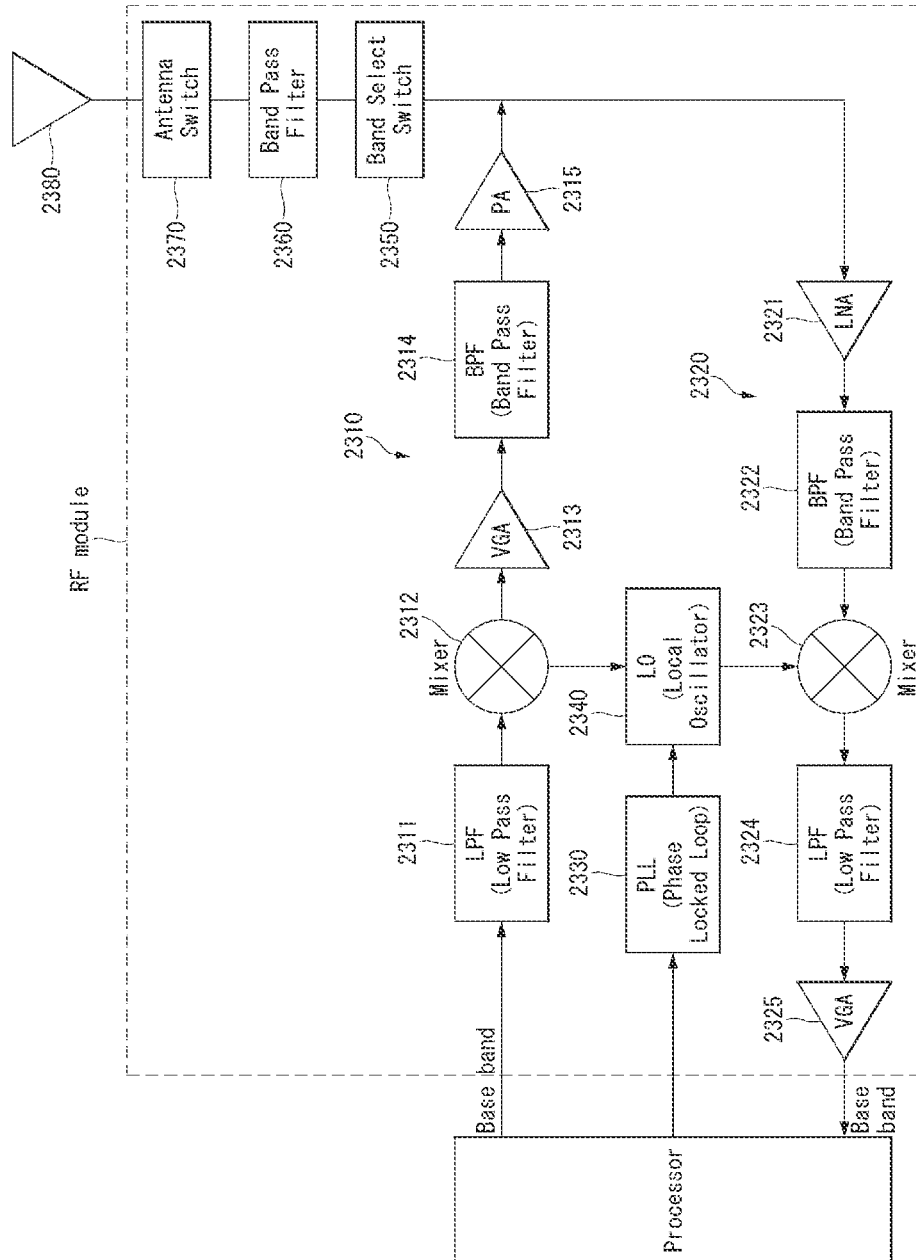 RF module
2380
Antenna
Switch
2370
Band Pass
Filter
2360
Band Select
Switch
2350
Processor
Base band
2311
LPF
(Low Pass
Filter)
Mixer
2312
VGA
2313
2310
2314
BPF
(Band Pass
Filter)
PA
2315
2330
PLL
(Phase
Locked Loop)
2340
LO
(Local
Oscillator)
Base
band
2325
VGA
2324
LPF
(Low Pass
Filter)
2323
Mixer
2322
BPF
(Band Pass
Filter)
2320
2321
LNA